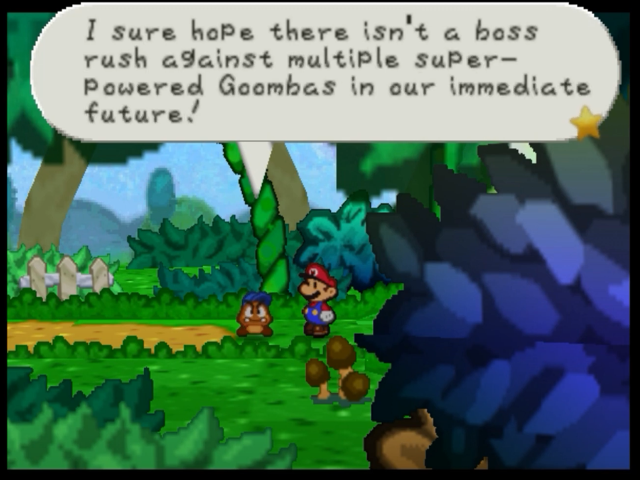 I sure hope there isn't a boss
rush against multiple super-
powered Goombas in our immediate
future!